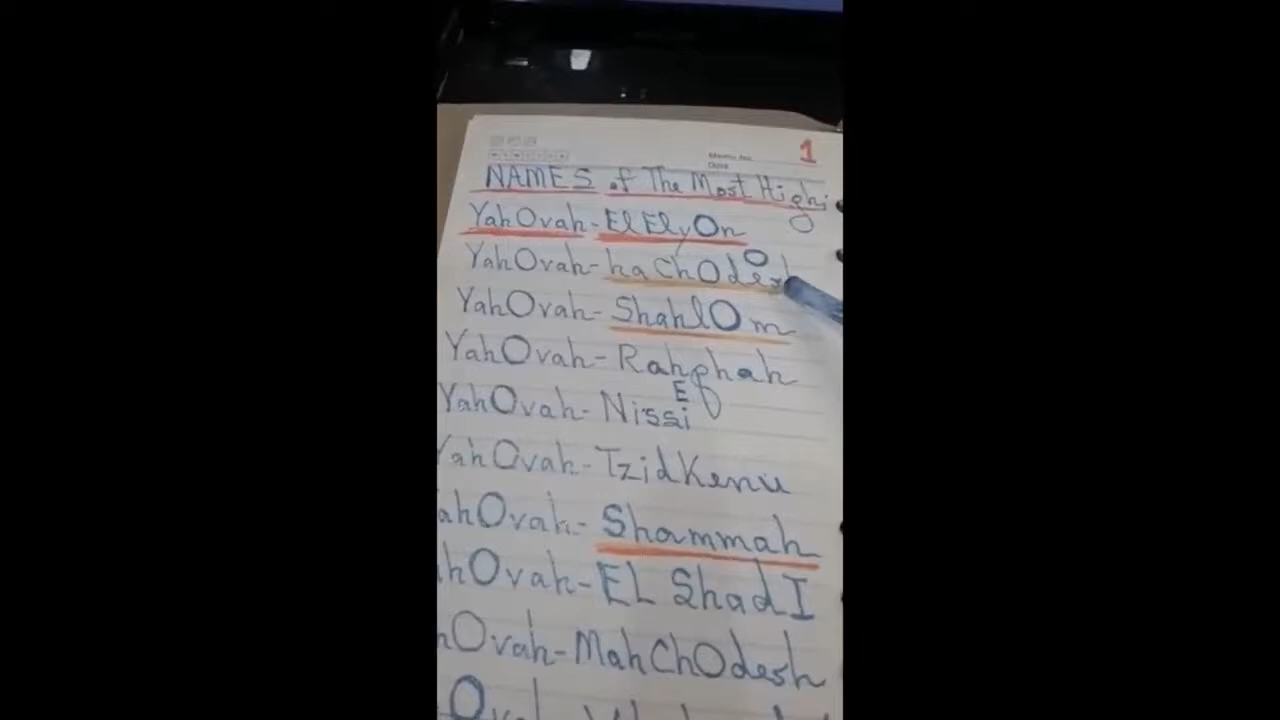 1
NAMES of The Most High;
YahOvah-ElElyOn
YahOvah-haChOdesh
YahOvah-ShahlOm
YahOvah-Rahphah
E
YahOvah-Nissi
YahOvah-TzidKenu
ahOvah-Shammah
hOvah-EL ShadI
Ovah-MahChOdesh